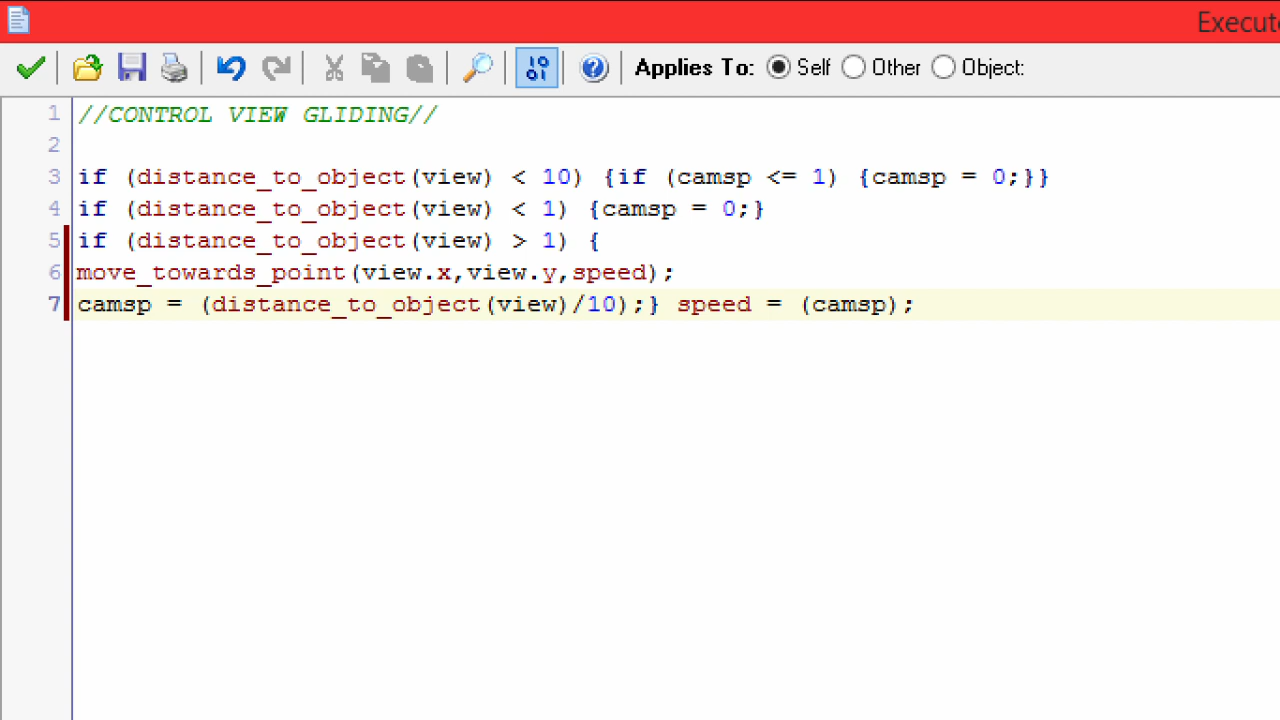 Execut
Applies To: Self Other Object:
1 //CONTROL VIEW GLIDING//
2
3 if (distance_to_object(view) < 10) {if (camsp <= 1) {camsp = 0;}}
4 if (distance_to_object(view) < 1) {camsp = 0;}
5 if (distance_to_object(view) > 1) {
6 move_towards_point(view.x,view.y,speed);
7 camsp = (distance_to_object(view)/10);} speed = (camsp);